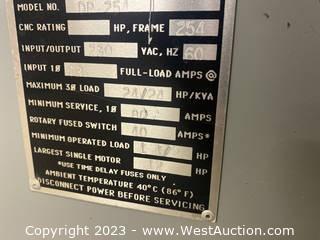 MODEL NO. DP 254
CNC RATING HP, FRAME 254
INPUT/OUTPUT 230 VAC, HZ 60
INPUT 1Ø FULL-LOAD AMPS @
MAXIMUM 3Ø LOAD 24/24 HP/KVA
MINIMUM SERVICE, 1Ø AMPS
ROTARY FUSED SWITCH 40 AMPS*
MINIMUM OPERATED LOAD HP
LARGEST SINGLE MOTOR HP
*USE TIME DELAY FUSES ONLY
AMBIENT TEMPERATURE 40°C (86°F)
DISCONNECT POWER BEFORE SERVICING
Copyright 2023 - WestAuction.com